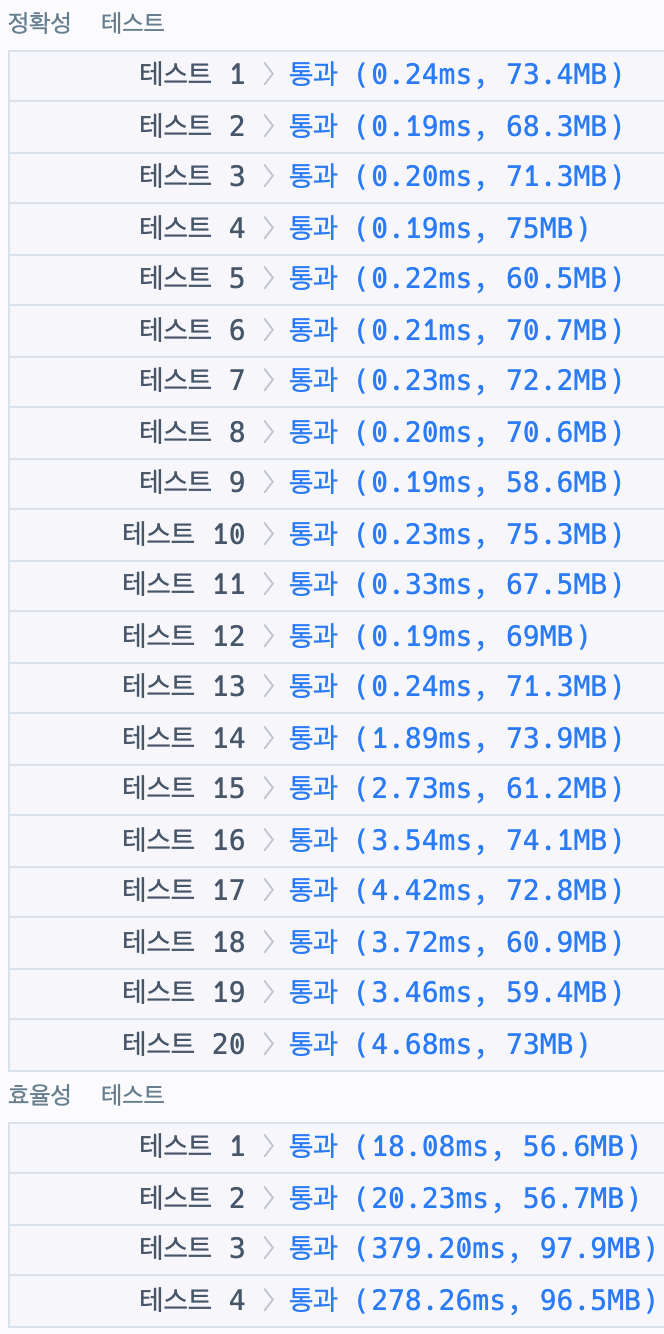 정확성 테스트
테스트 1 〉 통과 (0.24ms, 73.4MB)
테스트 2 〉 통과 (0.19ms, 68.3MB)
테스트 3 〉 통과 (0.20ms, 71.3MB)
테스트 4 〉 통과 (0.19ms, 75MB)
테스트 5 〉 통과 (0.22ms, 60.5MB)
테스트 6 〉 통과 (0.21ms, 70.7MB)
테스트 7 〉 통과 (0.23ms, 72.2MB)
테스트 8 〉 통과 (0.20ms, 70.6MB)
테스트 9 〉 통과 (0.19ms, 58.6MB)
테스트 10 〉 통과 (0.23ms, 75.3MB)
테스트 11 〉 통과 (0.33ms, 67.5MB)
테스트 12 〉 통과 (0.19ms, 69MB)
테스트 13 〉 통과 (0.24ms, 71.3MB)
테스트 14 〉 통과 (1.89ms, 73.9MB)
테스트 15 〉 통과 (2.73ms, 61.2MB)
테스트 16 〉 통과 (3.54ms, 74.1MB)
테스트 17 〉 통과 (4.42ms, 72.8MB)
테스트 18 〉 통과 (3.72ms, 60.9MB)
테스트 19 〉 통과 (3.46ms, 59.4MB)
테스트 20 〉 통과 (4.68ms, 73MB)
효율성 테스트
테스트 1 〉 통과 (18.08ms, 56.6MB)
테스트 2 〉 통과 (20.23ms, 56.7MB)
테스트 3 〉 통과 (379.20ms, 97.9MB)
테스트 4 〉 통과 (278.26ms, 96.5MB)